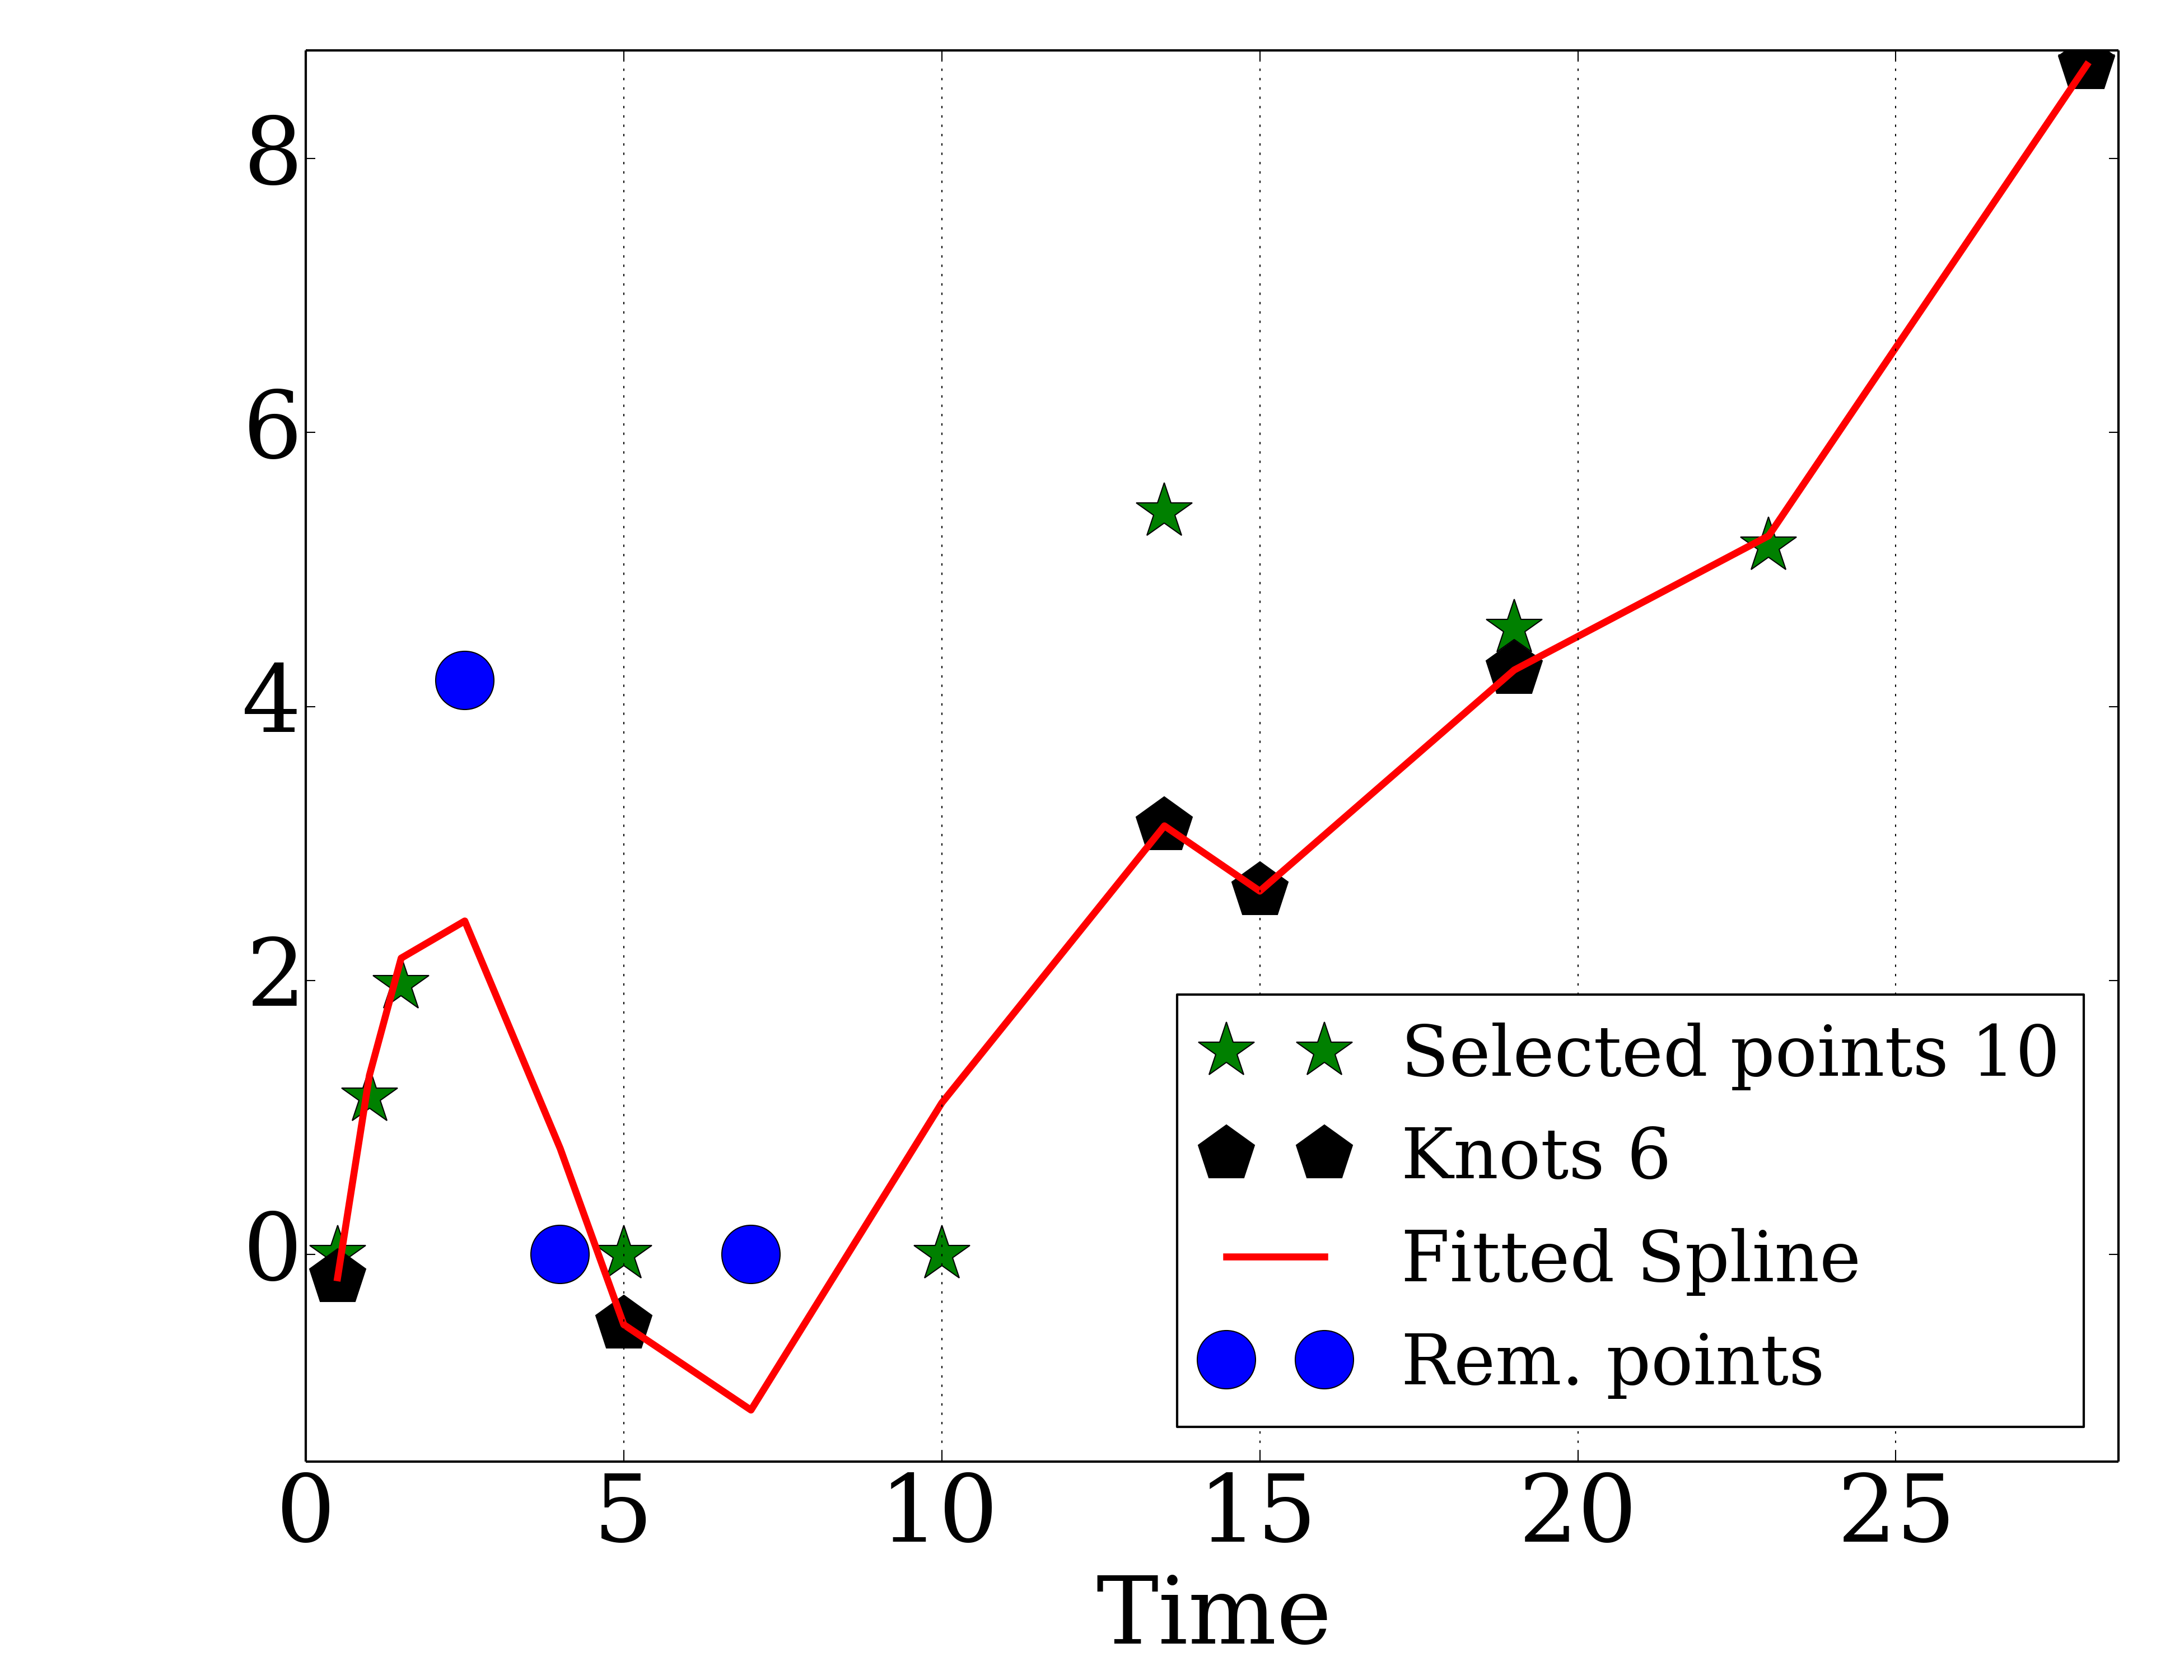 8
6
4
2
0
Selected points 10
Knots 6
Fitted Spline
Rem. points
0 5 10 15 20 25
Time